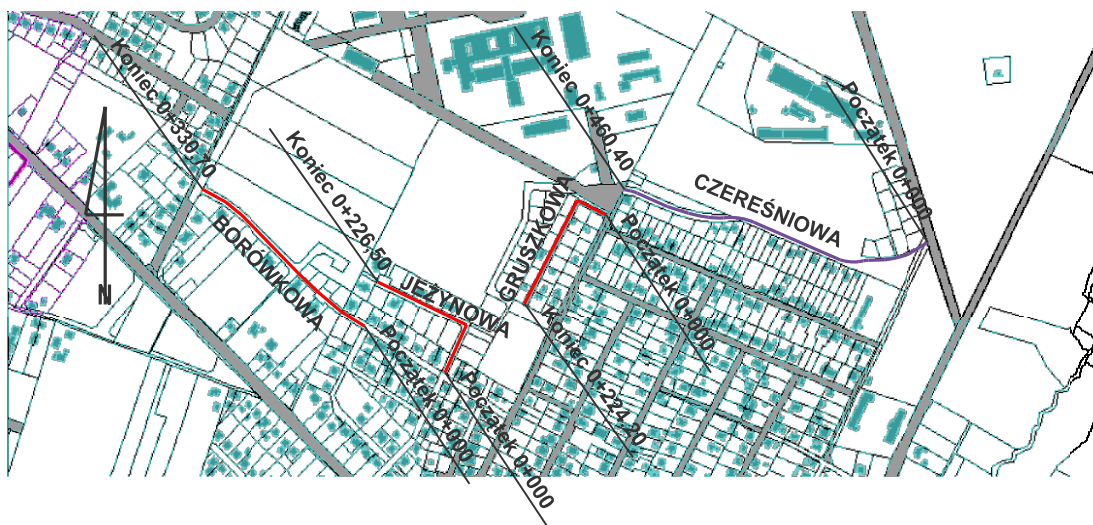 Koniec 0+330,70
Koniec 0+226,50
Koniec 0+460,40
Początek 0+000
CZEREŚNIOWA
GRUSZKOWA
BORÓWKOWA
JEŻYNOWA
Początek 0+000
Koniec 0+224,20
Początek 0+000
Początek 0+000
N